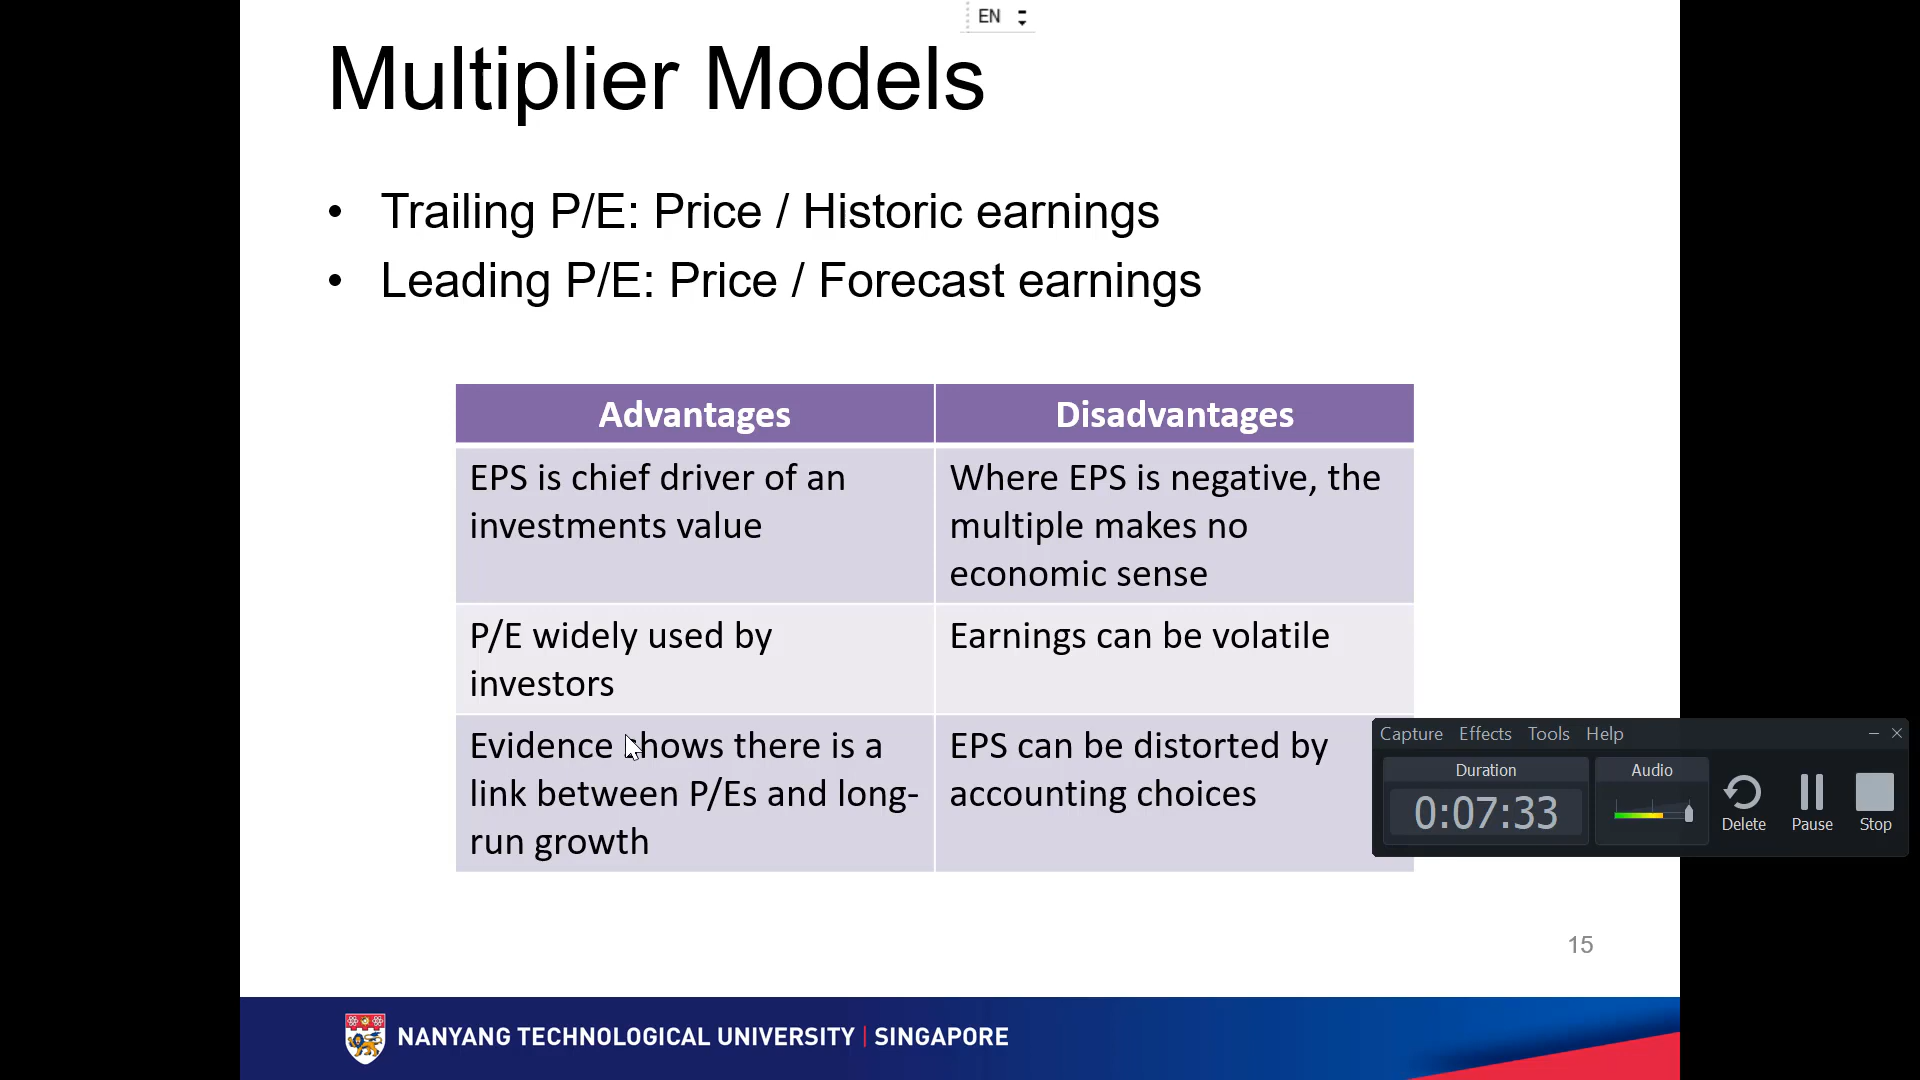 EN
Multiplier Models
• Trailing P/E: Price / Historic earnings
• Leading P/E: Price / Forecast earnings
Advantages
Disadvantages
EPS is chief driver of an
investments value
Where EPS is negative, the
multiple makes no
economic sense
P/E widely used by
investors
Earnings can be volatile
Evidence shows there is a
link between P/Es and long-
run growth
EPS can be distorted by
accounting choices
Capture Effects Tools Help
Duration
Audio
0:07:33
Delete Pause Stop
15
NANYANG TECHNOLOGICAL UNIVERSITY | SINGAPORE